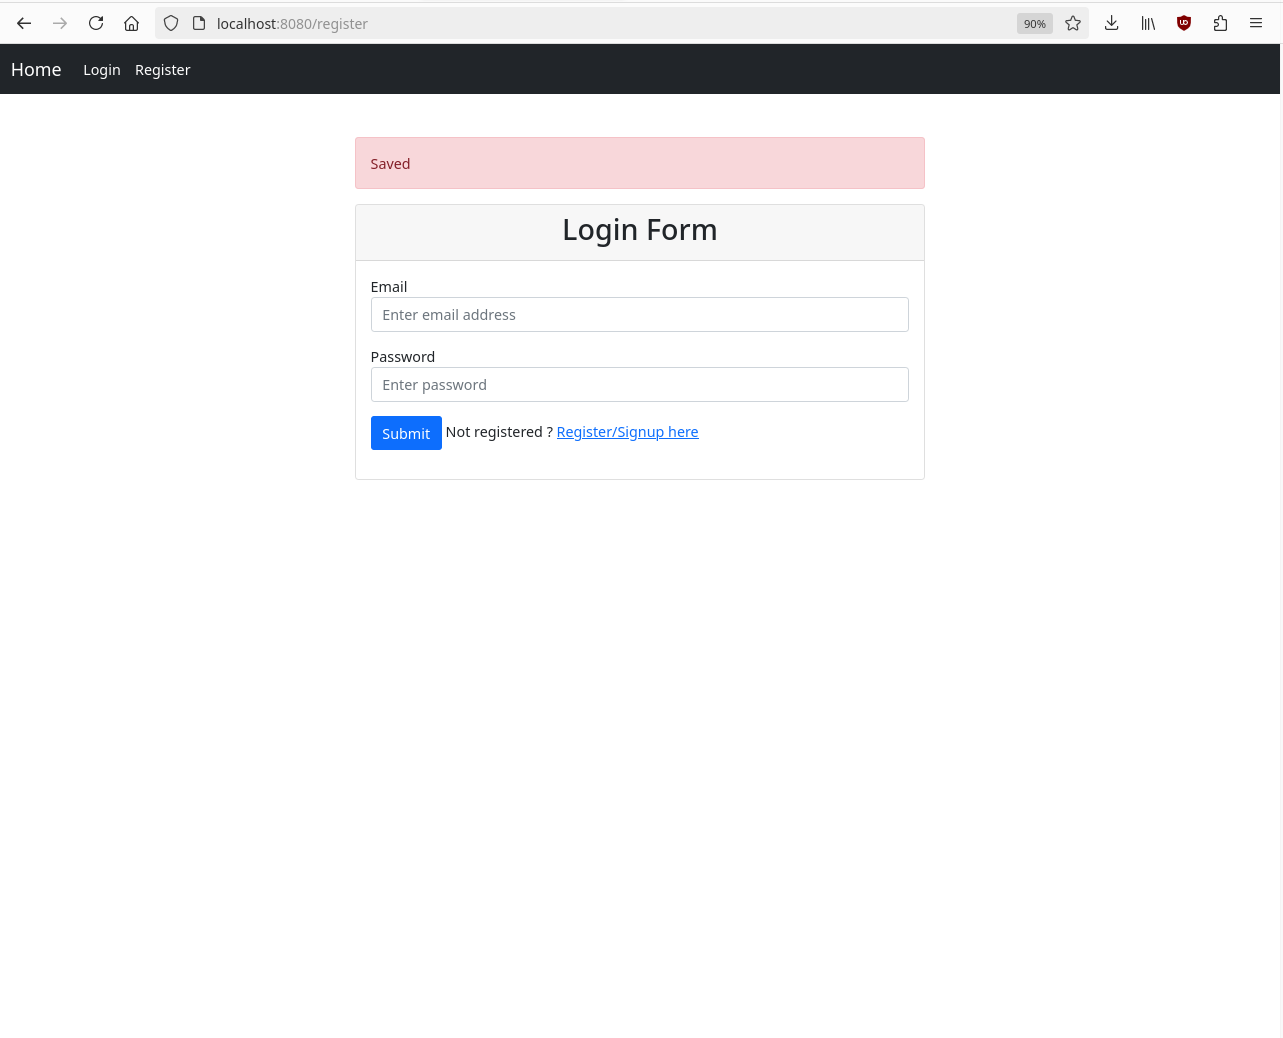 localhost:8080/register 90%
Home Login Register
Saved
Login Form
Email
Enter email address
Password
Enter password
Submit Not registered ? Register/Signup here